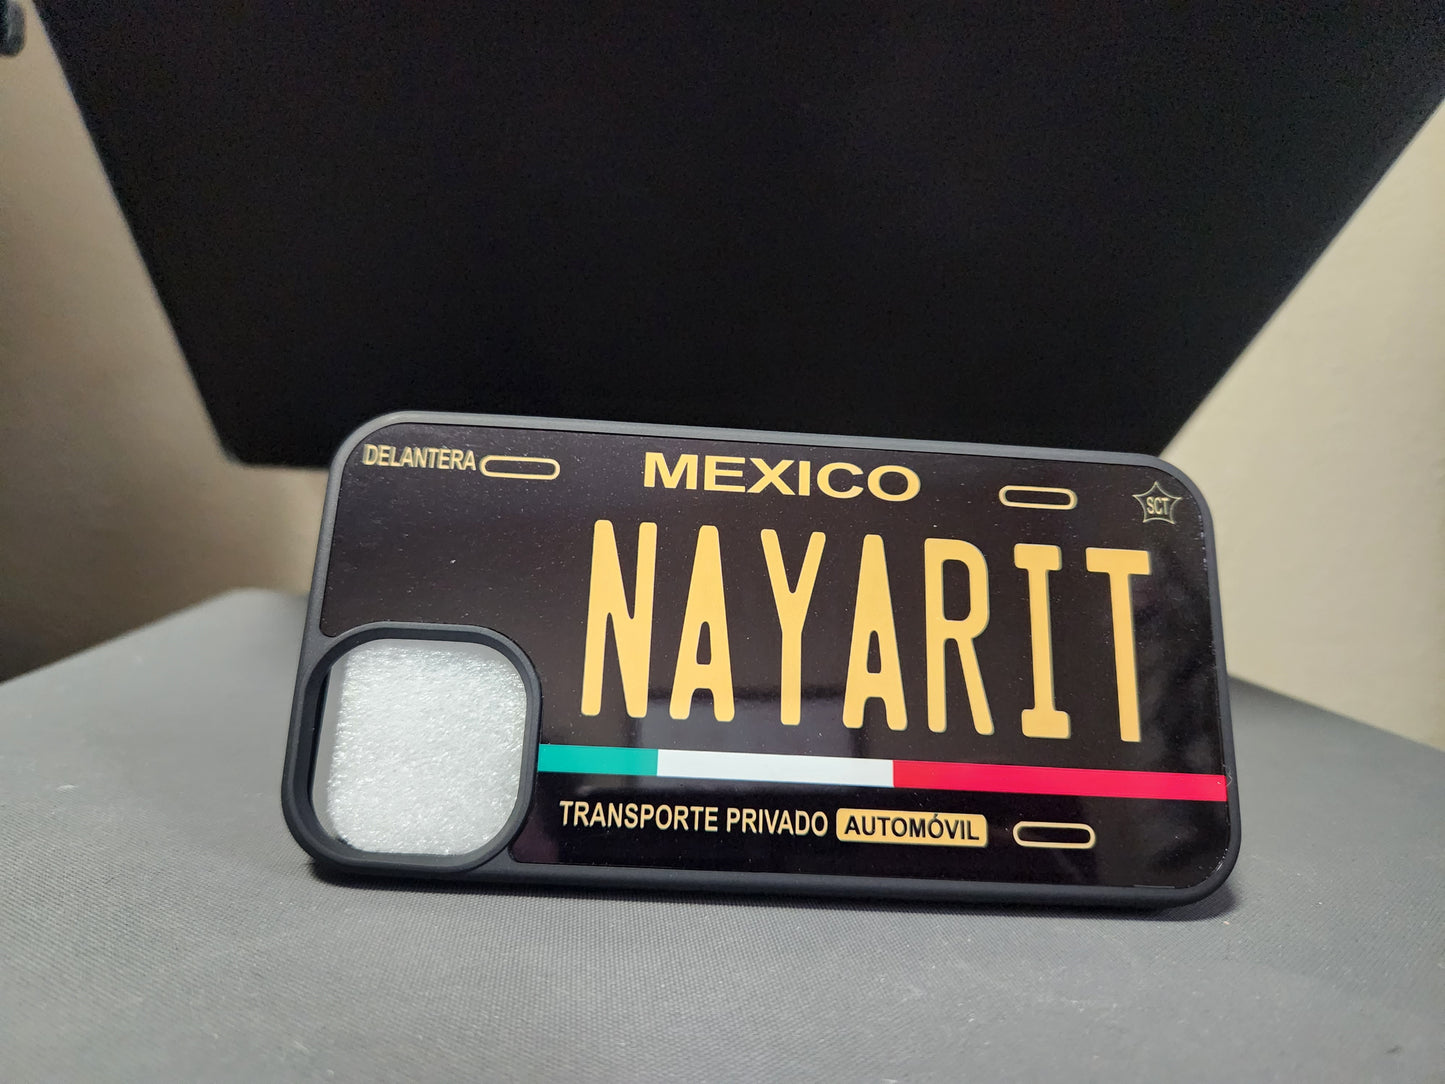 DELANTERA
MEXICO
SCT
NAYARIT
TRANSPORTE PRIVADO AUTOMÓVIL